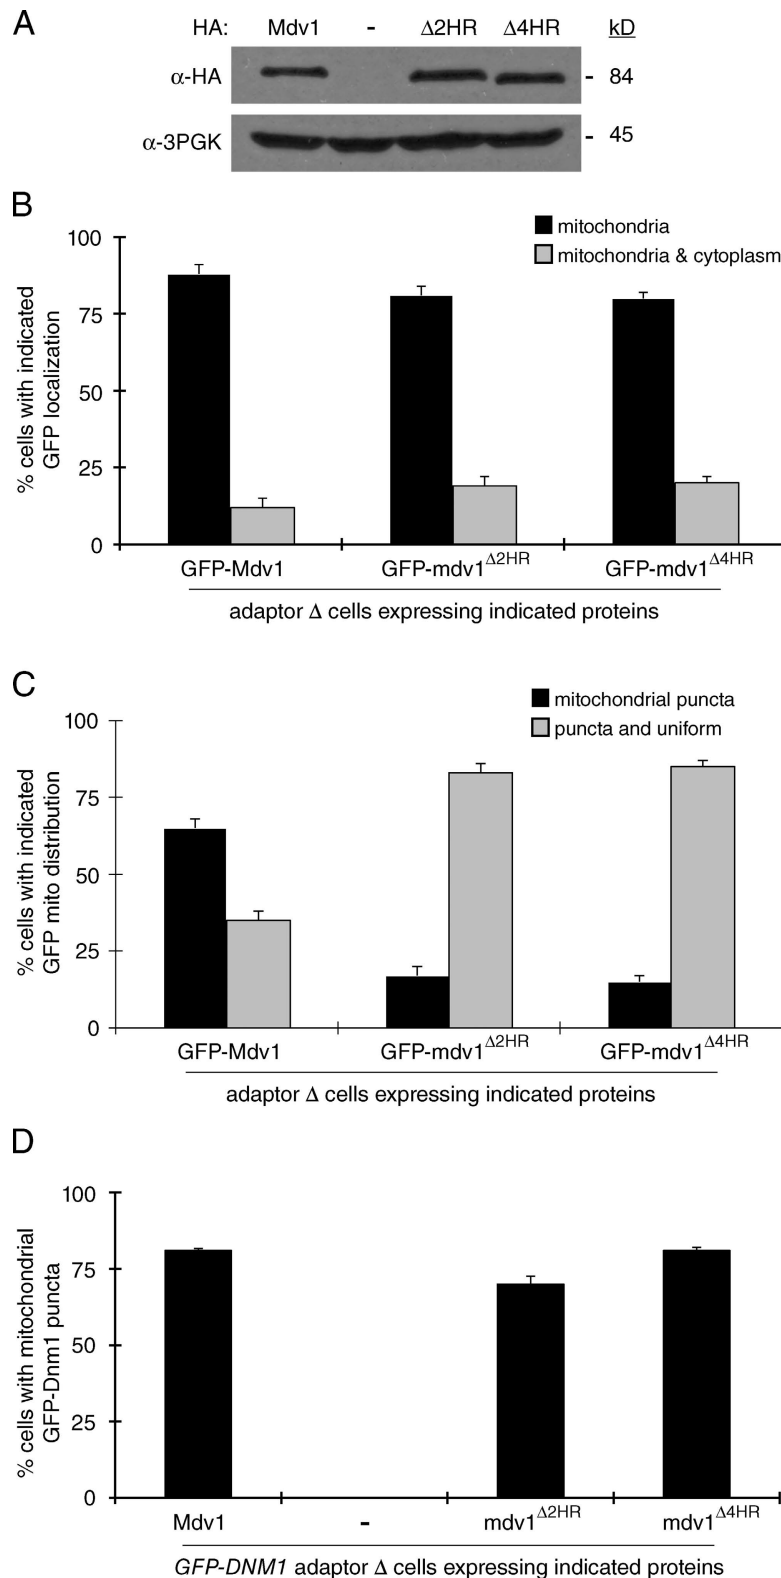 A
HA: Mdv1 - Δ2HR Δ4HR kD
α-HA - 84
α-3PGK - 45
B
mitochondria
mitochondria & cytoplasm
% cells with indicated
GFP localization
100
75
50
25
0
GFP-Mdv1 GFP-mdv1Δ2HR GFP-mdv1Δ4HR
adaptor Δ cells expressing indicated proteins
C
mitochondrial puncta
puncta and uniform
% cells with indicated
GFP mito distribution
100
75
50
25
0
GFP-Mdv1 GFP-mdv1Δ2HR GFP-mdv1Δ4HR
adaptor Δ cells expressing indicated proteins
D
% cells with mitochondrial
GFP-Dnm1 puncta
100
75
50
25
0
Mdv1 - mdv1Δ2HR mdv1Δ4HR
GFP-DNM1 adaptor Δ cells expressing indicated proteins